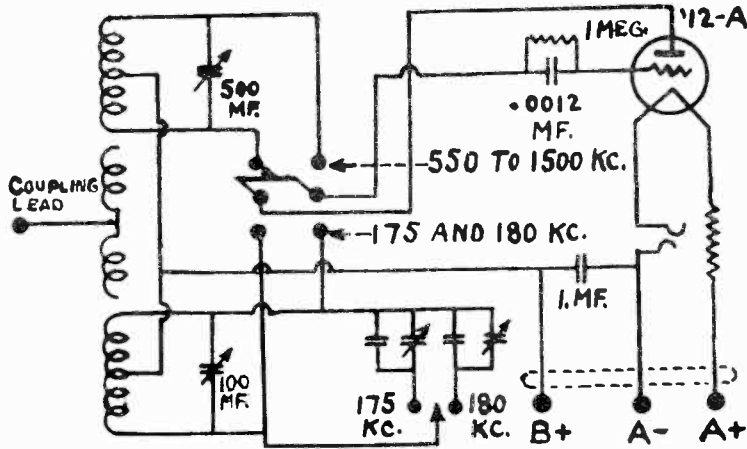 '12-A
1 MEG.
500
MF.
.0012
MF.
550 TO 1500 KC.
COUPLING
LEAD
175 AND 180 KC.
1. MF.
100
MF.
175
KC.
180
KC.
B+
A-
A+